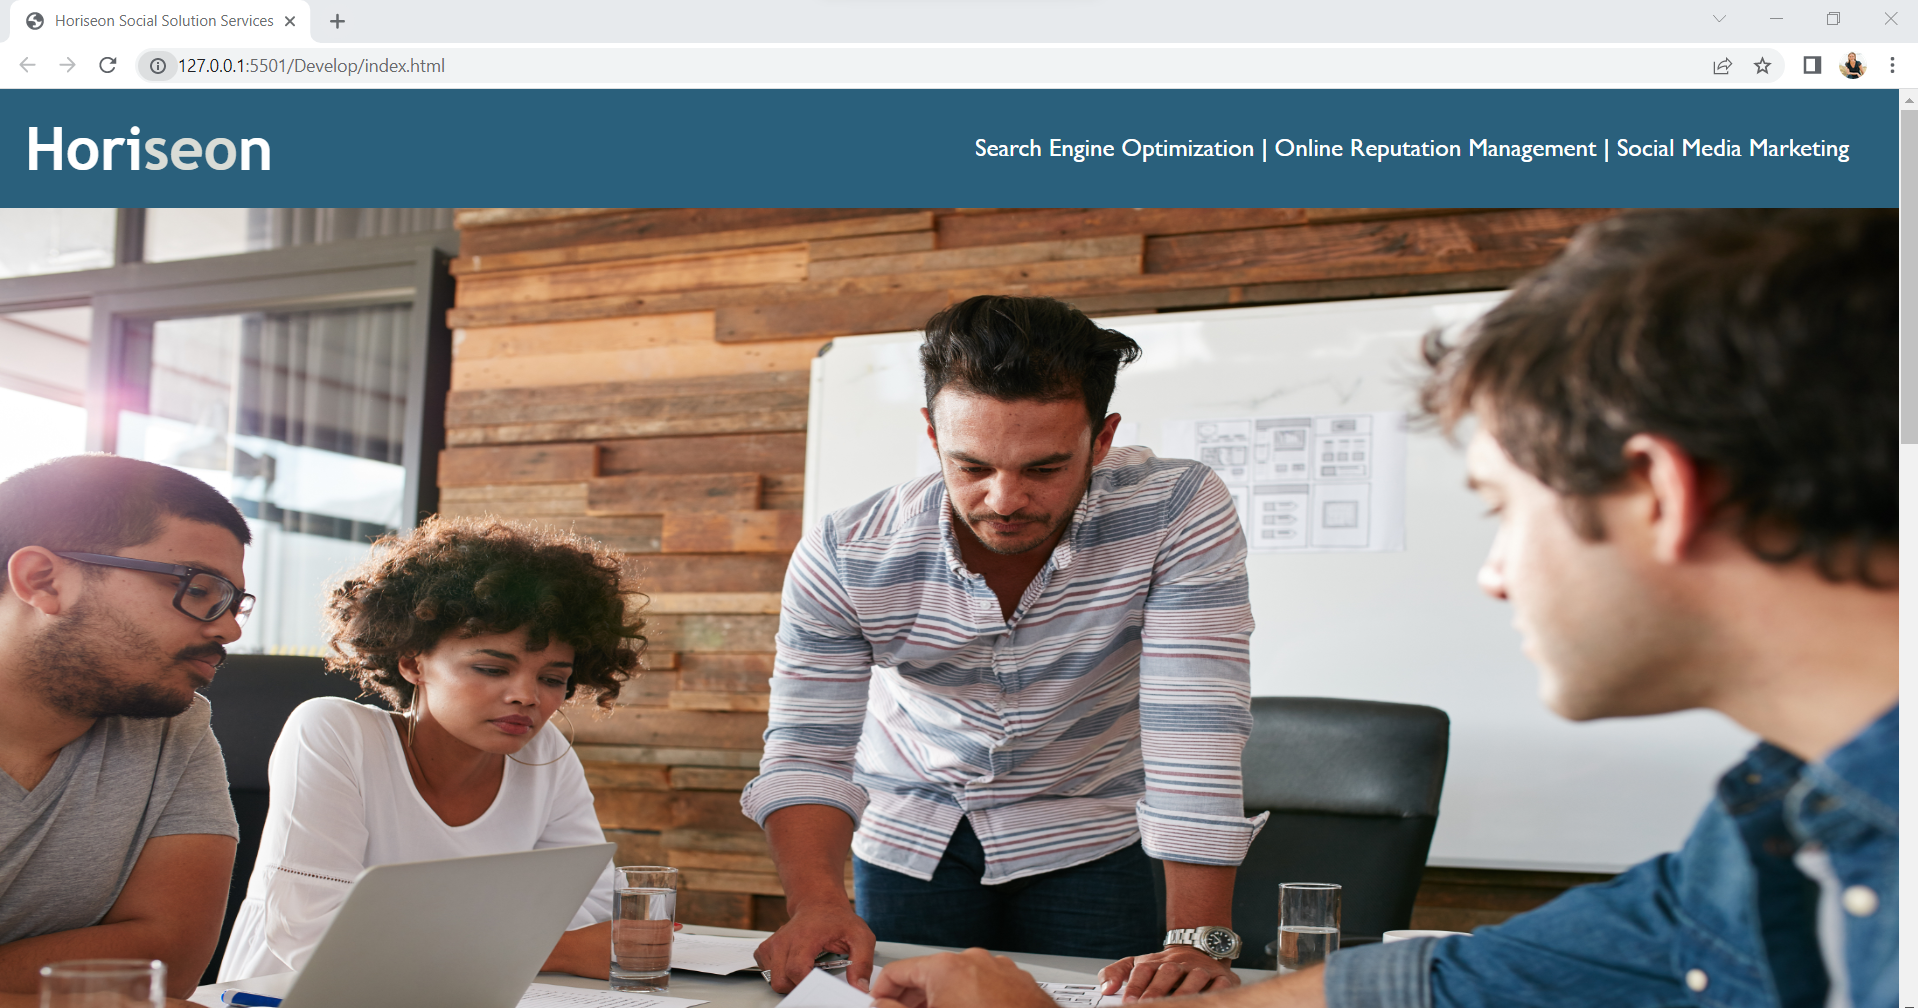 Horiseon Social Solution Services
127.0.0.1:5501/Develop/index.html
Horiseon
Search Engine Optimization | Online Reputation Management | Social Media Marketing